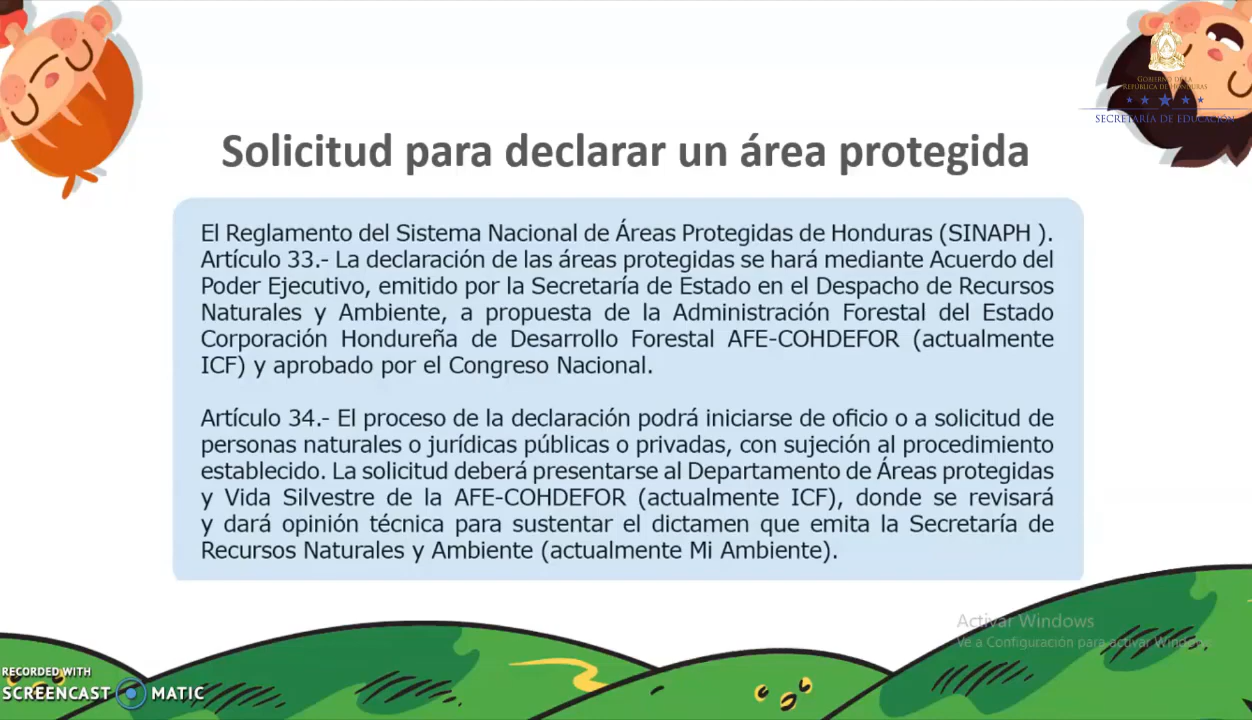 GOBIERNO DE LA
REPÚBLICA DE HONDURAS
SECRETARÍA DE EDUCACIÓN
Solicitud para declarar un área protegida
El Reglamento del Sistema Nacional de Áreas Protegidas de Honduras (SINAPH ).
Artículo 33.- La declaración de las áreas protegidas se hará mediante Acuerdo del
Poder Ejecutivo, emitido por la Secretaría de Estado en el Despacho de Recursos
Naturales y Ambiente, a propuesta de la Administración Forestal del Estado
Corporación Hondureña de Desarrollo Forestal AFE-COHDEFOR (actualmente
ICF) y aprobado por el Congreso Nacional.
Artículo 34.- El proceso de la declaración podrá iniciarse de oficio o a solicitud de
personas naturales o jurídicas públicas o privadas, con sujeción al procedimiento
establecido. La solicitud deberá presentarse al Departamento de Áreas protegidas
y Vida Silvestre de la AFE-COHDEFOR (actualmente ICF), donde se revisará
y dará opinión técnica para sustentar el dictamen que emita la Secretaría de
Recursos Naturales y Ambiente (actualmente Mi Ambiente).
Activar Windows
Ve a Configuración para activar Windows.
RECORDED WITH
SCREENCAST MATIC